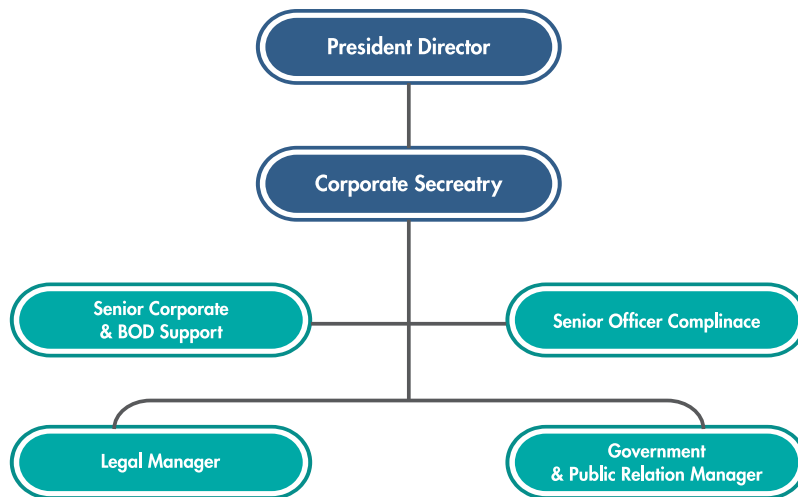 President Director
Corporate Secreatry
Senior Corporate
& BOD Support
Senior Officer Complinace
Legal Manager
Government
& Public Relation Manager